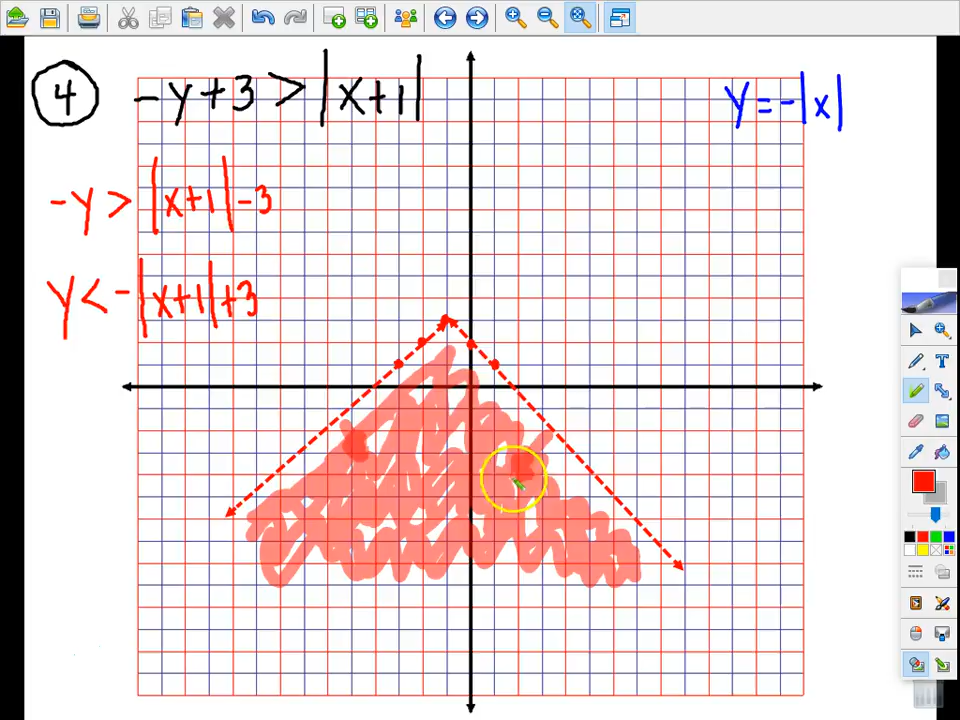 ④ -y+3 > |x+1|
y = -|x|
-y > |x+1| -3
y < -|x+1| +3
T